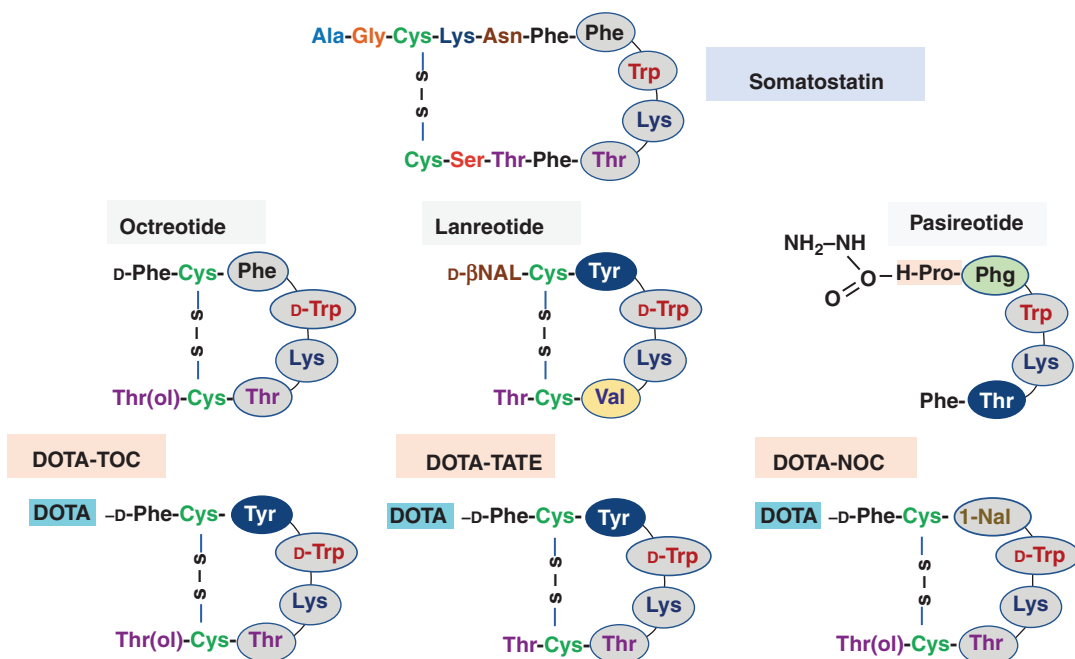 Ala-Gly-Cys-Lys-Asn-Phe-Phe
Trp
Somatostatin
s–s
Lys
Cys-Ser-Thr-Phe-Thr
Octreotide
D-Phe-Cys-Phe
D-Trp
s–s
Lys
Thr(ol)-Cys-Thr
Lanreotide
D-βNAL-Cys-Tyr
D-Trp
s–s
Lys
Thr-Cys-Val
Pasireotide
NH2–NH
O
O
H-Pro-Phg
Trp
Lys
Phe-Thr
DOTA-TOC
DOTA –D-Phe-Cys-Tyr
D-Trp
s–s
Lys
Thr(ol)-Cys-Thr
DOTA-TATE
DOTA –D-Phe-Cys-Tyr
D-Trp
s–s
Lys
Thr-Cys-Thr
DOTA-NOC
DOTA –D-Phe-Cys-1-Nal
D-Trp
s–s
Lys
Thr(ol)-Cys-Thr